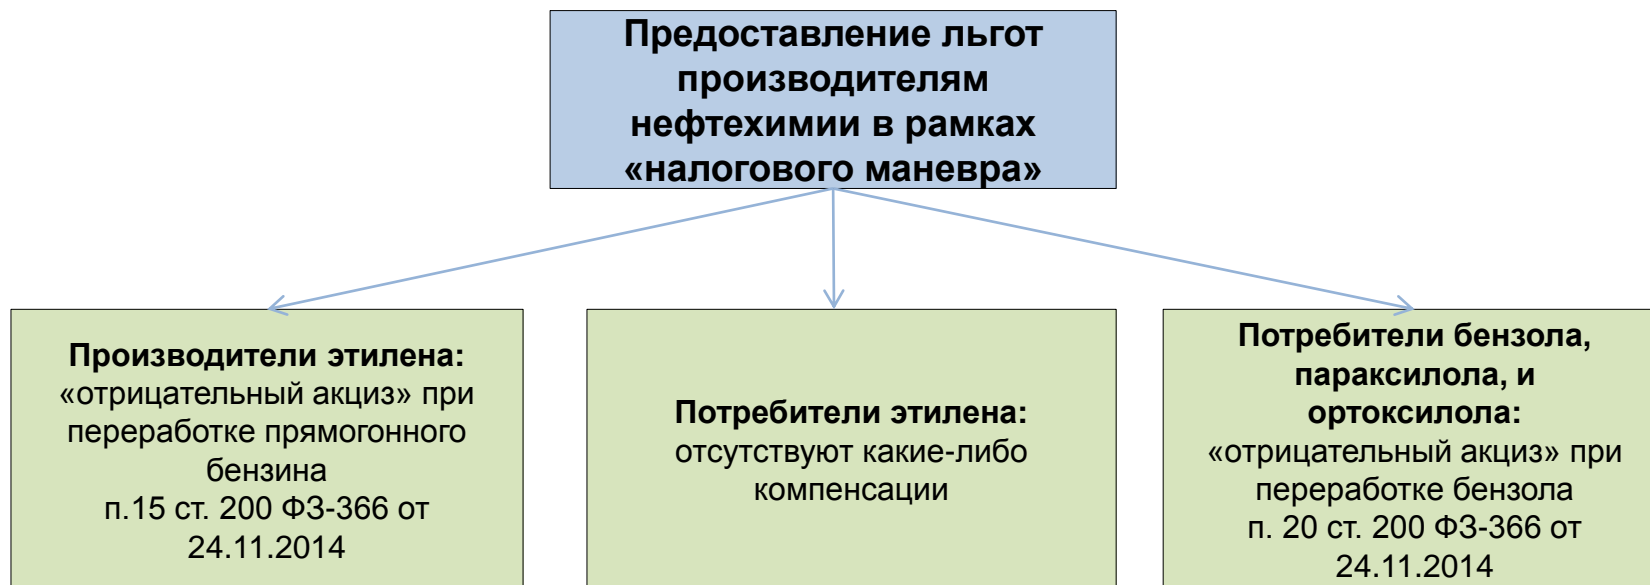 Предоставление льгот
производителям
нефтехимии в рамках
«налогового маневра»
Производители этилена:
«отрицательный акциз» при
переработке прямогонного
бензина
п.15 ст. 200 ФЗ-366 от
24.11.2014
Потребители этилена:
отсутствуют какие-либо
компенсации
Потребители бензола,
параксилола, и
ортоксилола:
«отрицательный акциз» при
переработке бензола
п. 20 ст. 200 ФЗ-366 от
24.11.2014